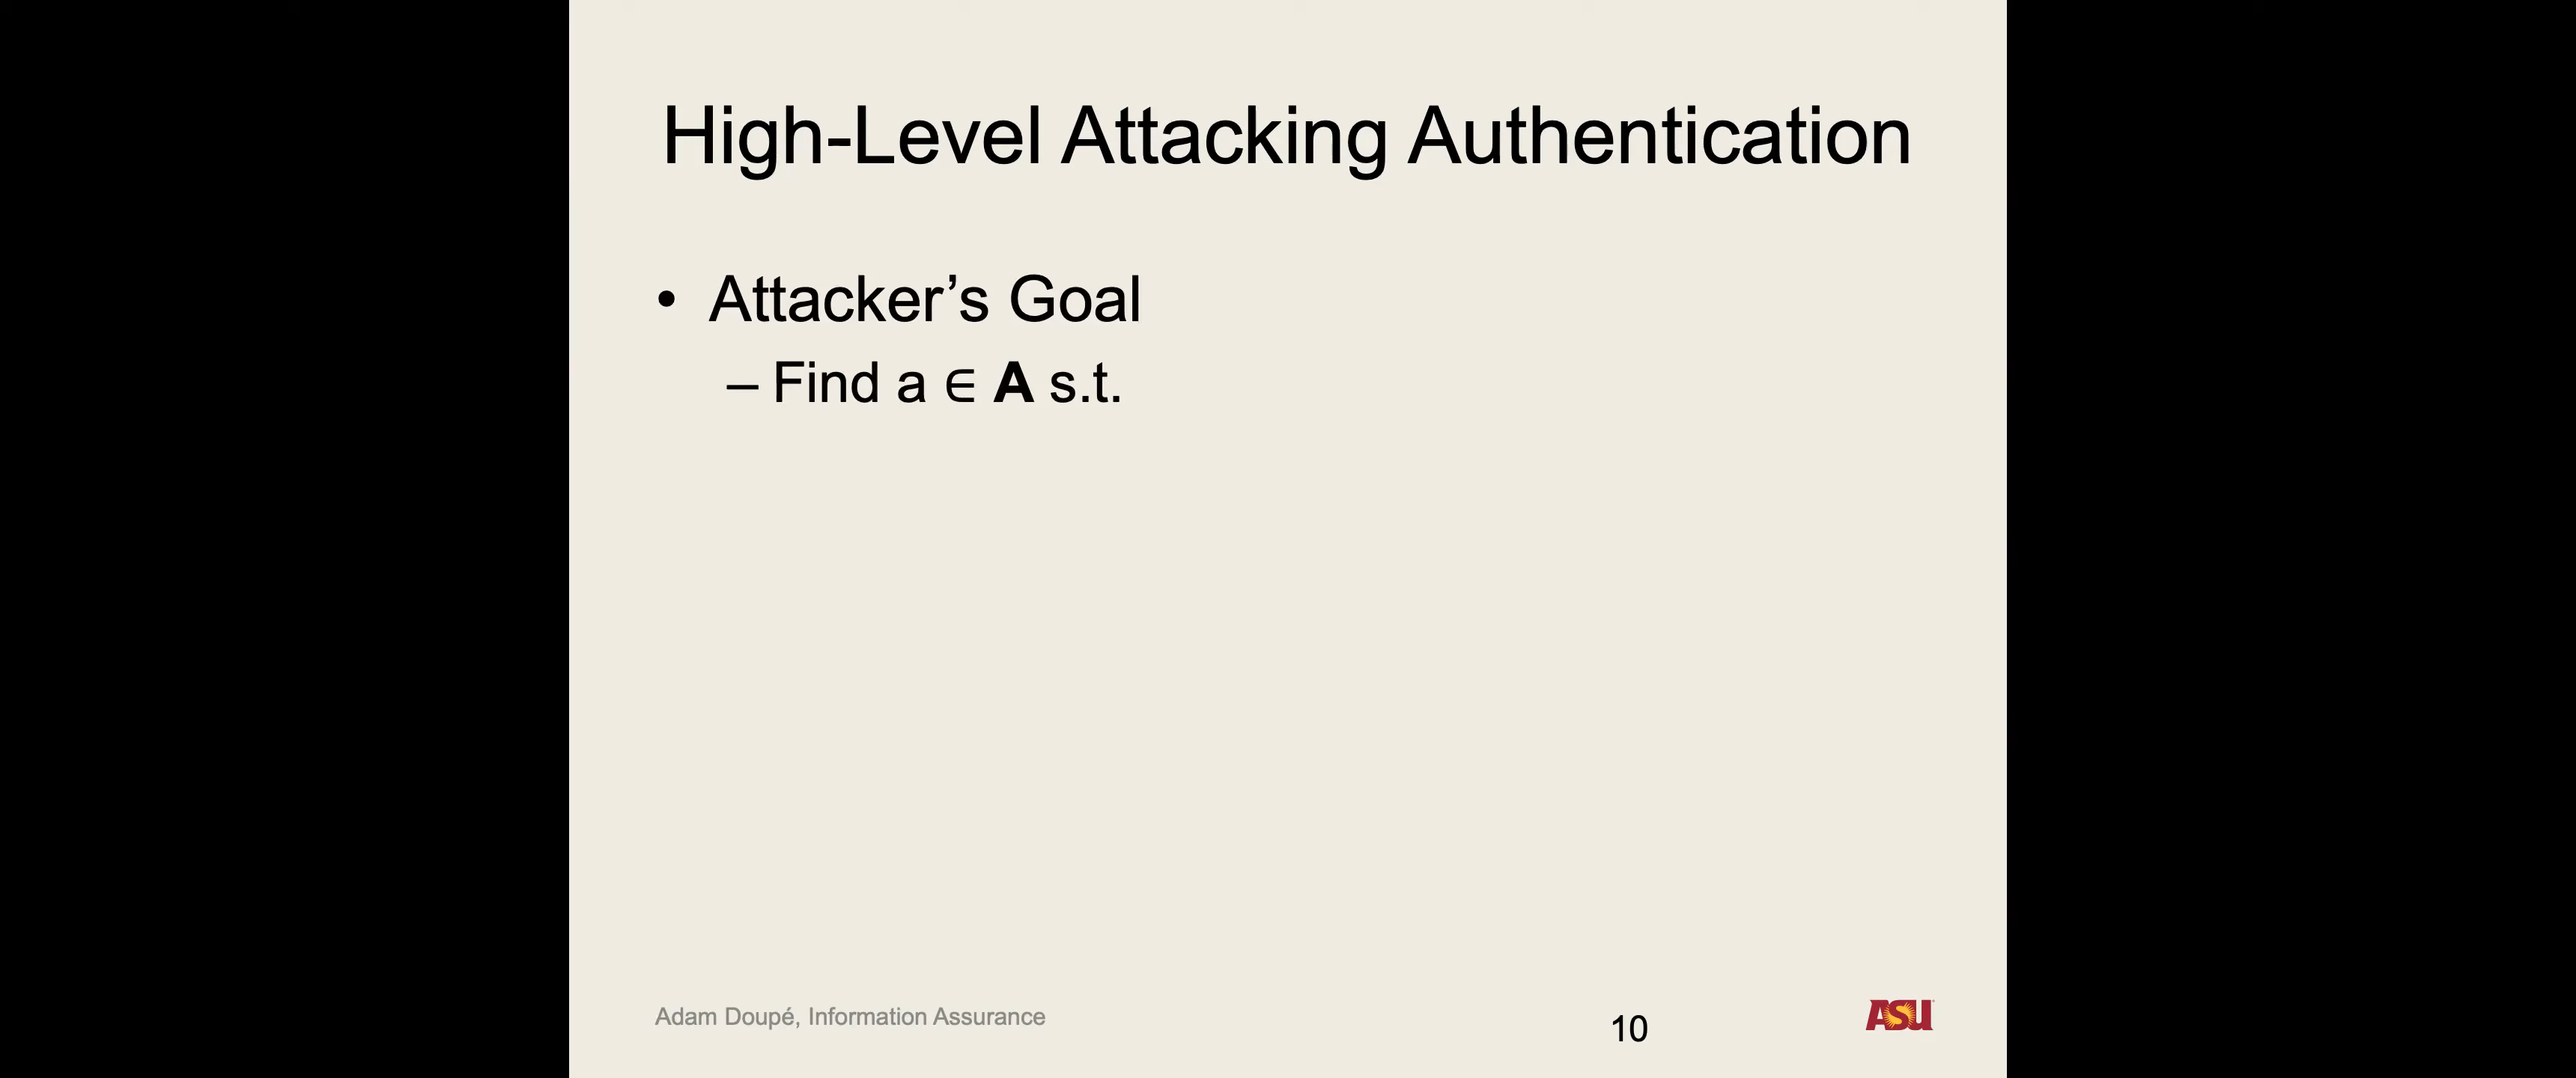 High-Level Attacking Authentication
• Attacker’s Goal
– Find a ∈ A s.t.
Adam Doupé, Information Assurance
10
ASU